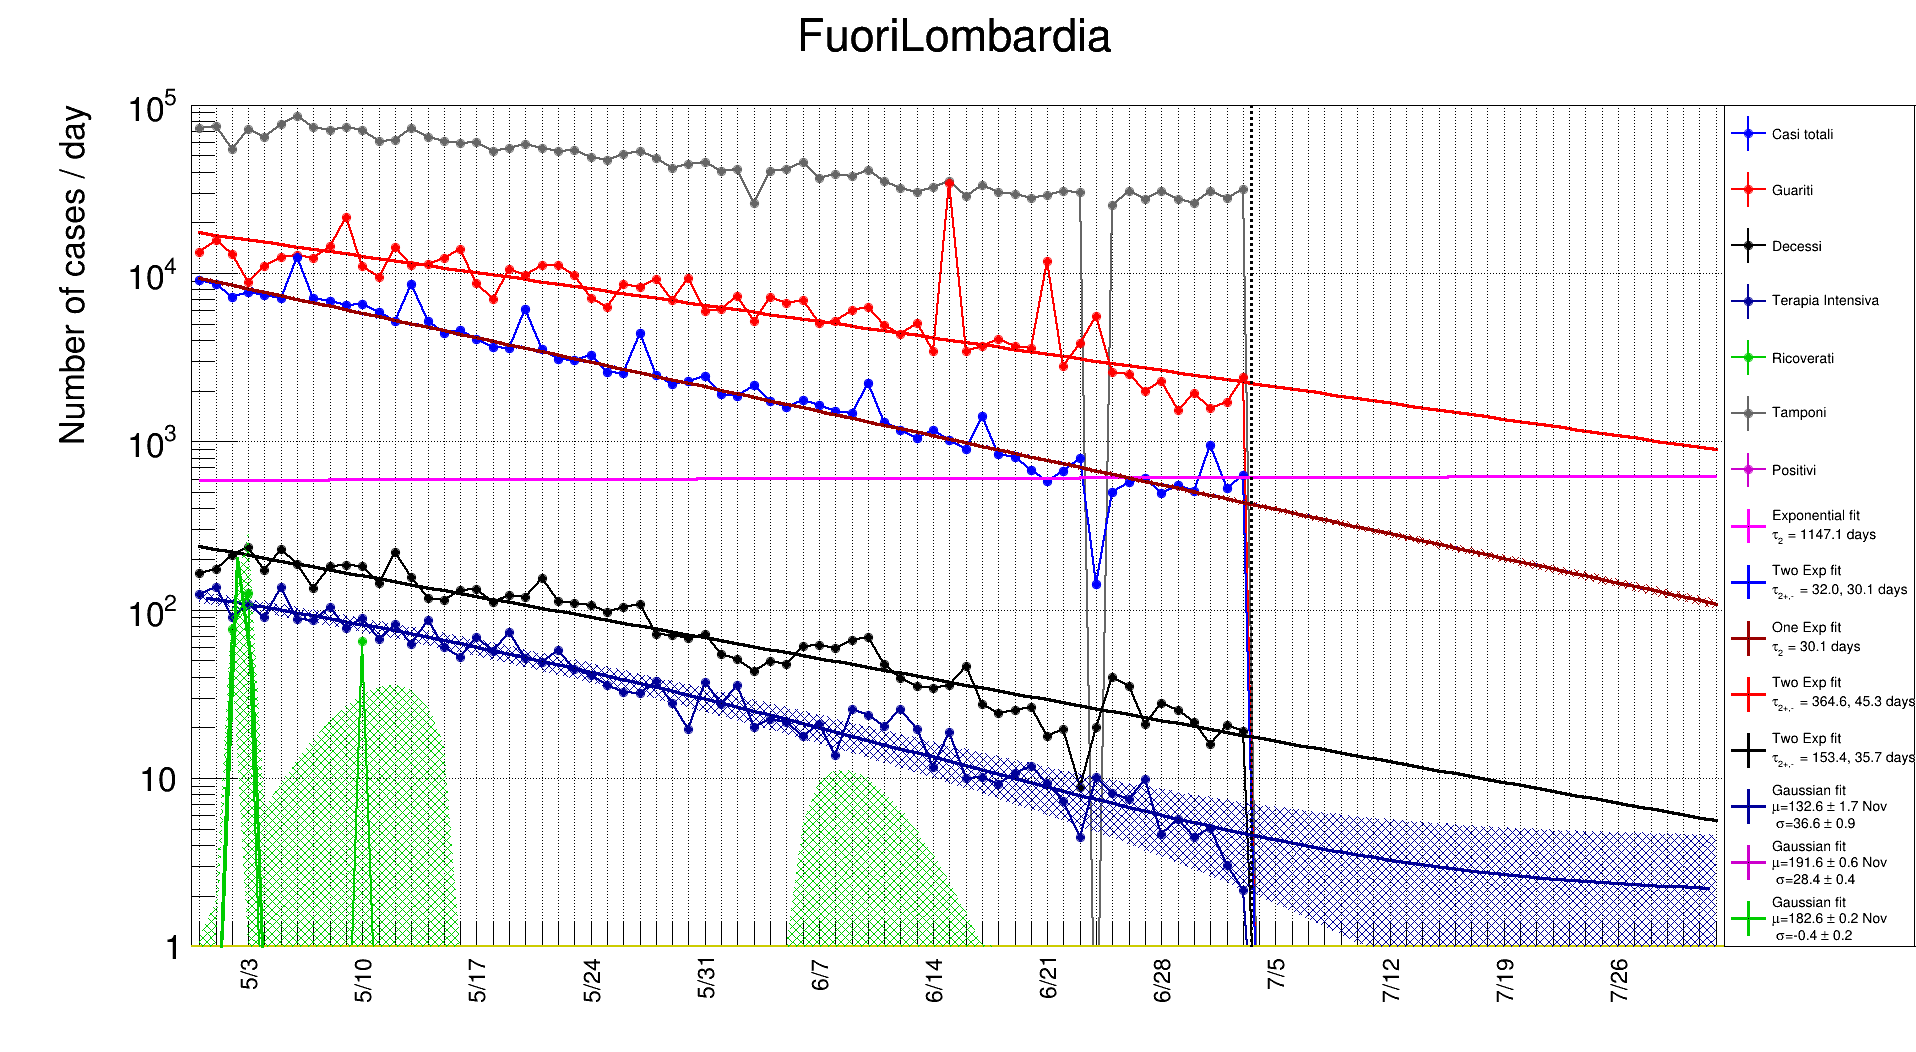 FuoriLombardia
Number of cases / day
10^5
10^4
10^3
10^2
10
1
5/3
5/10
5/17
5/24
5/31
6/7
6/14
6/21
6/28
7/5
7/12
7/19
7/26
Casi totali
Guariti
Decessi
Terapia Intensiva
Ricoverati
Tamponi
Positivi
Exponential fit
τ₂ = 1147.1 days
Two Exp fit
τ₂₊,₋ = 32.0, 30.1 days
One Exp fit
τ₂ = 30.1 days
Two Exp fit
τ₂₊,₋ = 364.6, 45.3 days
Two Exp fit
τ₂₊,₋ = 153.4, 35.7 days
Gaussian fit
μ=132.6 ± 1.7 Nov
σ=36.6 ± 0.9
Gaussian fit
μ=191.6 ± 0.6 Nov
σ=28.4 ± 0.4
Gaussian fit
μ=182.6 ± 0.2 Nov
σ=-0.4 ± 0.2